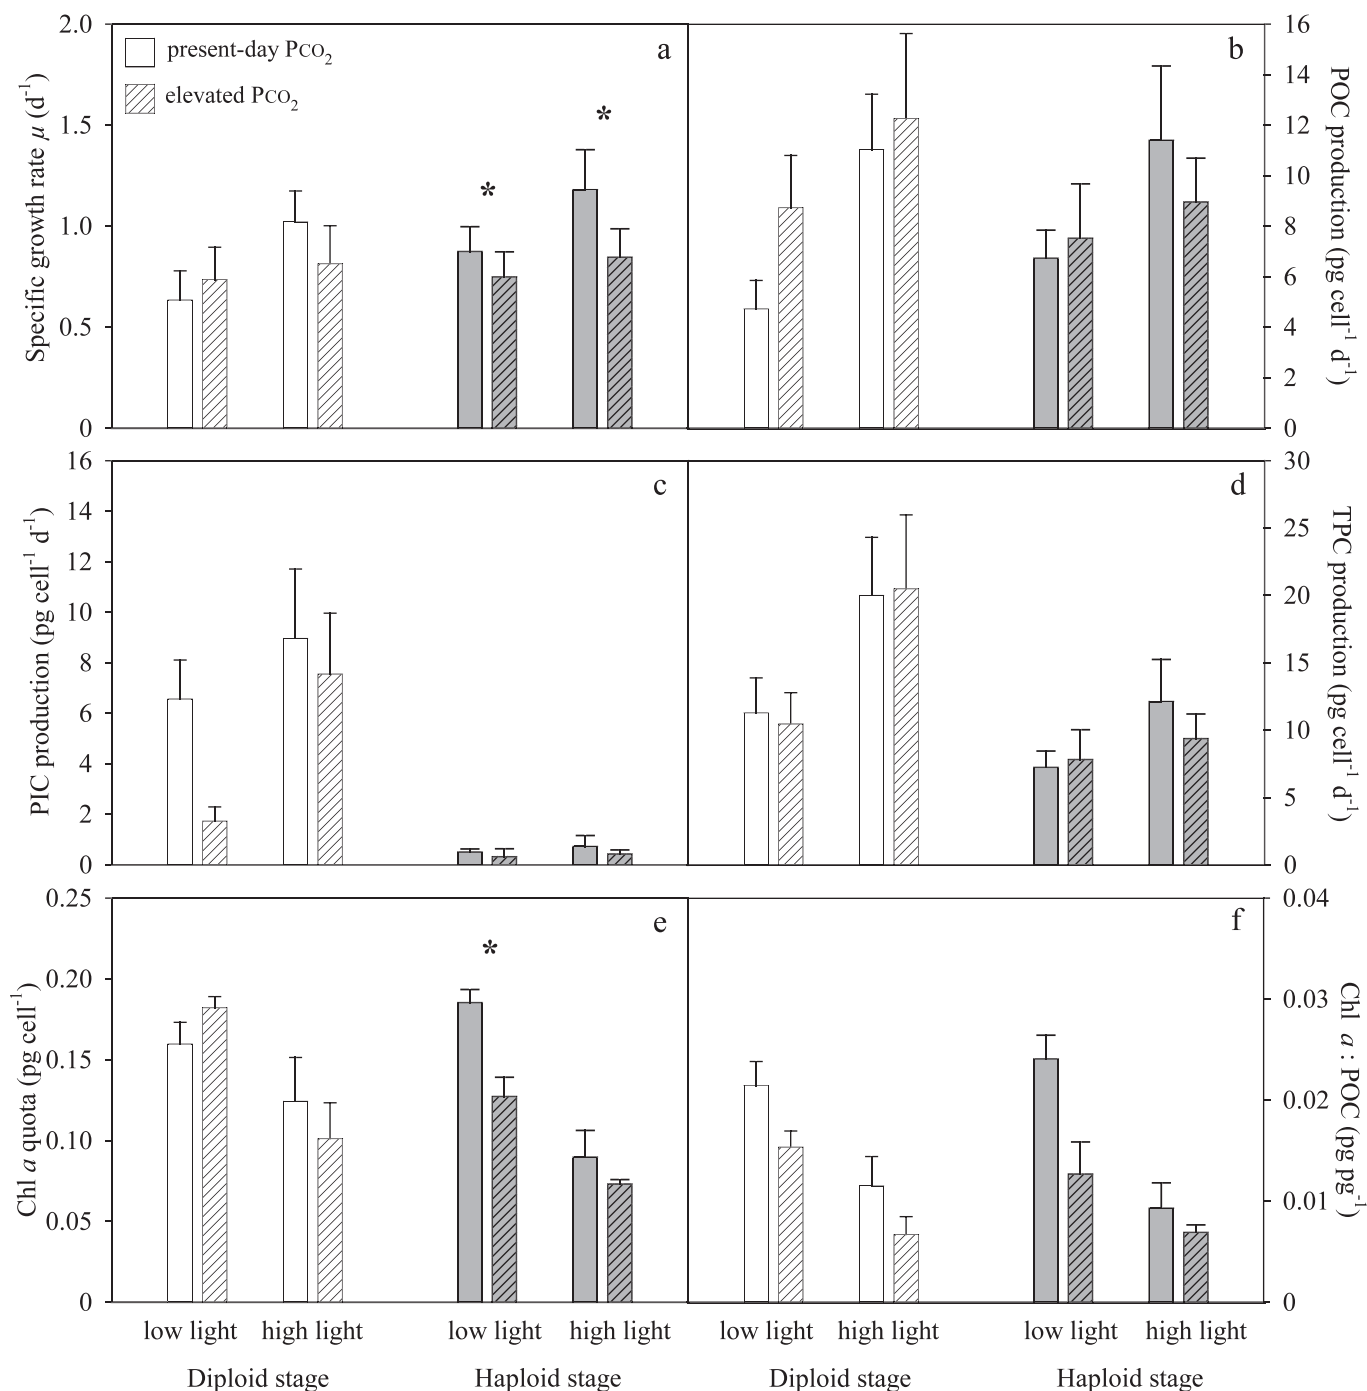 2.0
1.5
1.0
0.5
0
Specific growth rate μ (d⁻¹)
present-day PCO₂
elevated PCO₂
a
*
*
b
16
14
12
10
8
6
4
2
0
POC production (pg cell⁻¹ d⁻¹)
16
14
12
10
8
6
4
2
0
PIC production (pg cell⁻¹ d⁻¹)
c
d
30
25
20
15
10
5
0
TPC production (pg cell⁻¹ d⁻¹)
0.25
0.20
0.15
0.10
0.05
0
Chl a quota (pg cell⁻¹)
e
*
f
0.04
0.03
0.02
0.01
0
Chl a : POC (pg pg⁻¹)
low light high light low light high light low light high light low light high light
Diploid stage Haploid stage Diploid stage Haploid stage